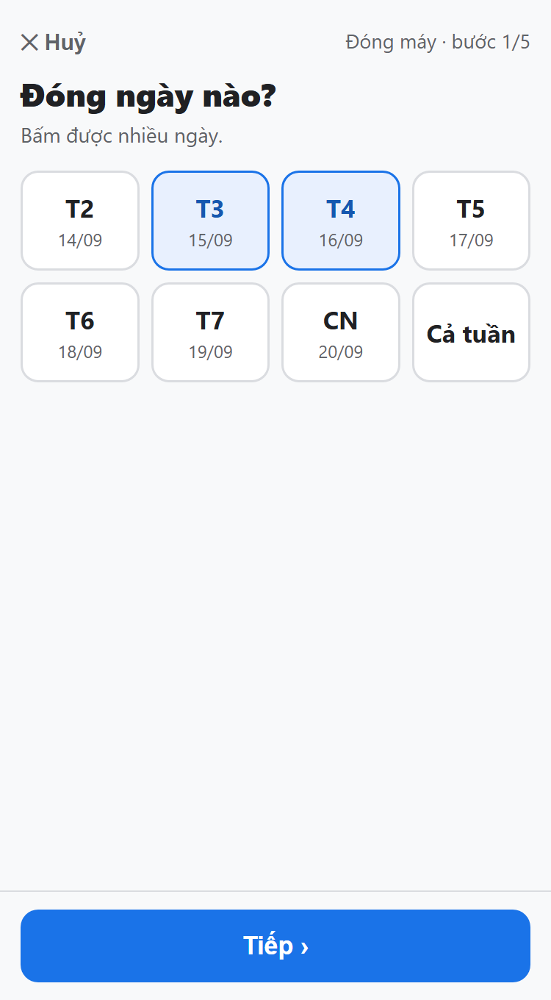 ✕ Huỷ
Đóng máy · bước 1/5
Đóng ngày nào?
Bấm được nhiều ngày.
T2
14/09
T3
15/09
T4
16/09
T5
17/09
T6
18/09
T7
19/09
CN
20/09
Cả tuần
Tiếp ›